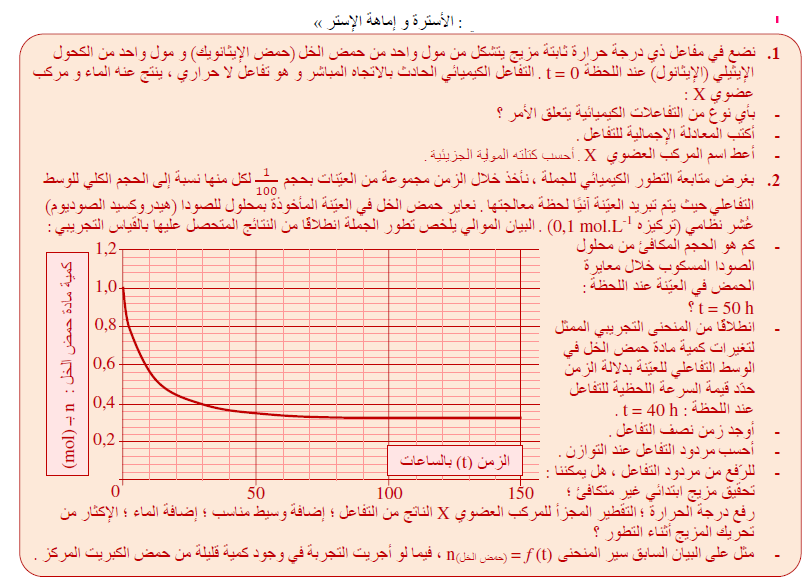 : الأسترة و إماهة الإستر »
1. نضع في مفاعل ذي درجة حرارة ثابتة مزيج يتشكل من مول واحد من حمض الخل (حمض الإيثانويك) و مول واحد من الكحول
الإيثيلي (الإيثانول) عند اللحظة t = 0 . التفاعل الكيميائي الحادث بالاتجاه المباشر و هو تفاعل لا حراري ، ينتج عنه الماء و مركب
عضوي X :
- بأي نوع من التفاعلات الكيميائية يتعلق الأمر ؟
- أكتب المعادلة الإجمالية للتفاعل .
- أعط اسم المركب العضوي X . أحسب كتلته المولية الجزيئية .
2. بغرض متابعة التطور الكيميائي للجملة ، نأخذ خلال الزمن مجموعة من العيّنات بحجم 1/100 لكل منها نسبة إلى الحجم الكلي للوسط
التفاعلي حيث يتم تبريد العيّنة آنيًا لحظة معالجتها . نعاير حمض الخل في العيّنة المأخوذة بمحلول للصودا (هيدروكسيد الصوديوم)
عُشر نظامي (تركيزه 0,1 mol.L⁻¹) . البيان الموالي يلخص تطور الجملة انطلاقًا من النتائج المتحصل عليها بالقياس التجريبي :
- كم هو الحجم المكافئ من محلول
الصودا المسكوب خلال معايرة
الحمض في العيّنة عند اللحظة :
t = 50 h ؟
- انطلاقًا من المنحنى التجريبي الممثل
لتغيرات كمية مادة حمض الخل في
الوسط التفاعلي للعيّنة بدلالة الزمن
حدّد قيمة السرعة اللحظية للتفاعل
عند اللحظة : t = 40 h .
- أوجد زمن نصف التفاعل .
- أحسب مردود التفاعل عند التوازن .
- للرّفع من مردود التفاعل ، هل يمكننا :
تحقيق مزيج ابتدائي غير متكافئ ؛
رفع درجة الحرارة ؛ التقطير المجزأ للمركب العضوي X الناتج من التفاعل ؛ إضافة وسيط مناسب ؛ إضافة الماء ؛ الإكثار من
تحريك المزيج أثناء التطور ؟
- مثل على البيان السابق سير المنحنى n(حمض الخل) = f (t) ، فيما لو أجريت التجربة في وجود كمية قليلة من حمض الكبريت المركز .
كمية مادة حمض الخل : n بـ (mol)
1,2
1,0
0,8
0,6
0,4
0,2
0
50
100
150
الزمن (t) بالساعات